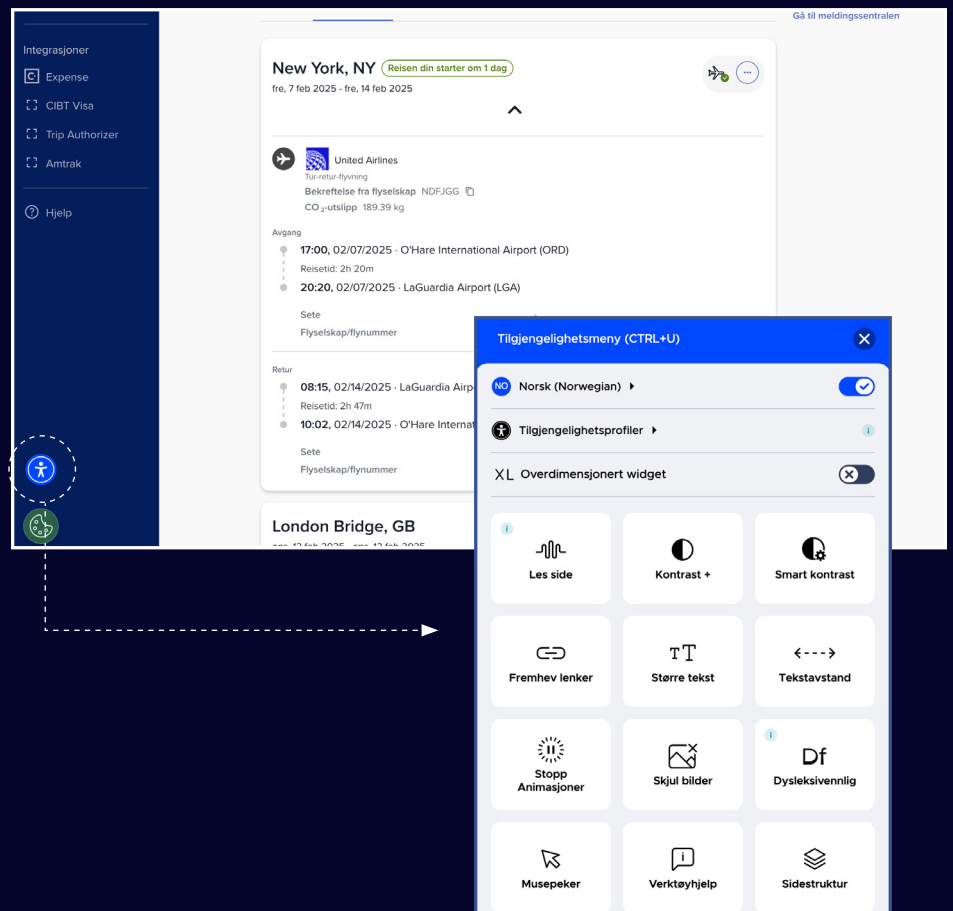 Gå til meldingssentralen
Integrasjoner
Expense
CIBT Visa
Trip Authorizer
Amtrak
Hjelp
New York, NY Reisen din starter om 1 dag
fre, 7 feb 2025 - fre, 14 feb 2025
United Airlines
Tur-retur-flyvning
Bekreftelse fra flyselskap NDFJGG
CO2-utslipp 189.39 kg
Avgang
17:00, 02/07/2025 · O'Hare International Airport (ORD)
Reisetid: 2h 20m
20:20, 02/07/2025 · LaGuardia Airport (LGA)
Sete
Flyselskap/flynummer
Retur
08:15, 02/14/2025 · LaGuardia Airp
Reisetid: 2h 47m
10:02, 02/14/2025 · O'Hare Internat
Sete
Flyselskap/flynummer
London Bridge, GB
Tilgjengelighetsmeny (CTRL+U)
NO Norsk (Norwegian)
Tilgjengelighetsprofiler
XL Overdimensjonert widget
Les side
Kontrast +
Smart kontrast
Fremhev lenker
TT
Større tekst
Tekstavstand
Stopp
Animasjoner
Skjul bilder
Df
Dysleksivennlig
Musepeker
Verktøyhjelp
Sidestruktur